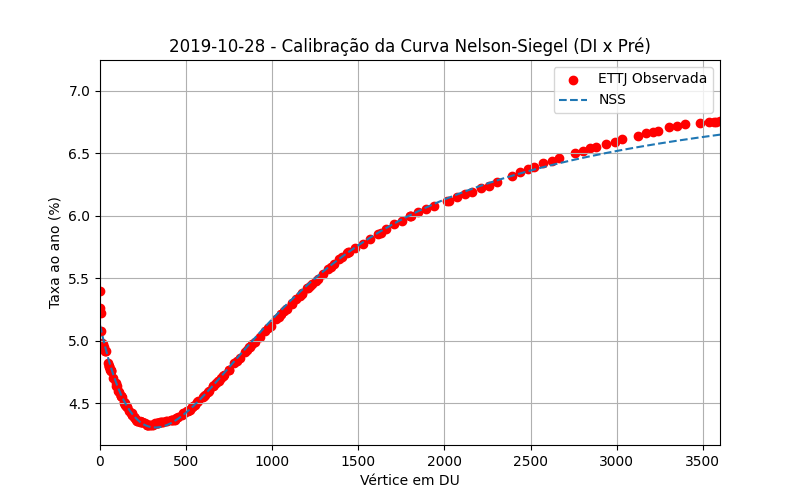 2019-10-28 - Calibração da Curva Nelson-Siegel (DI x Pré)
ETTJ Observada
NSS
Taxa ao ano (%)
7.0
6.5
6.0
5.5
5.0
4.5
0 500 1000 1500 2000 2500 3000 3500
Vértice em DU